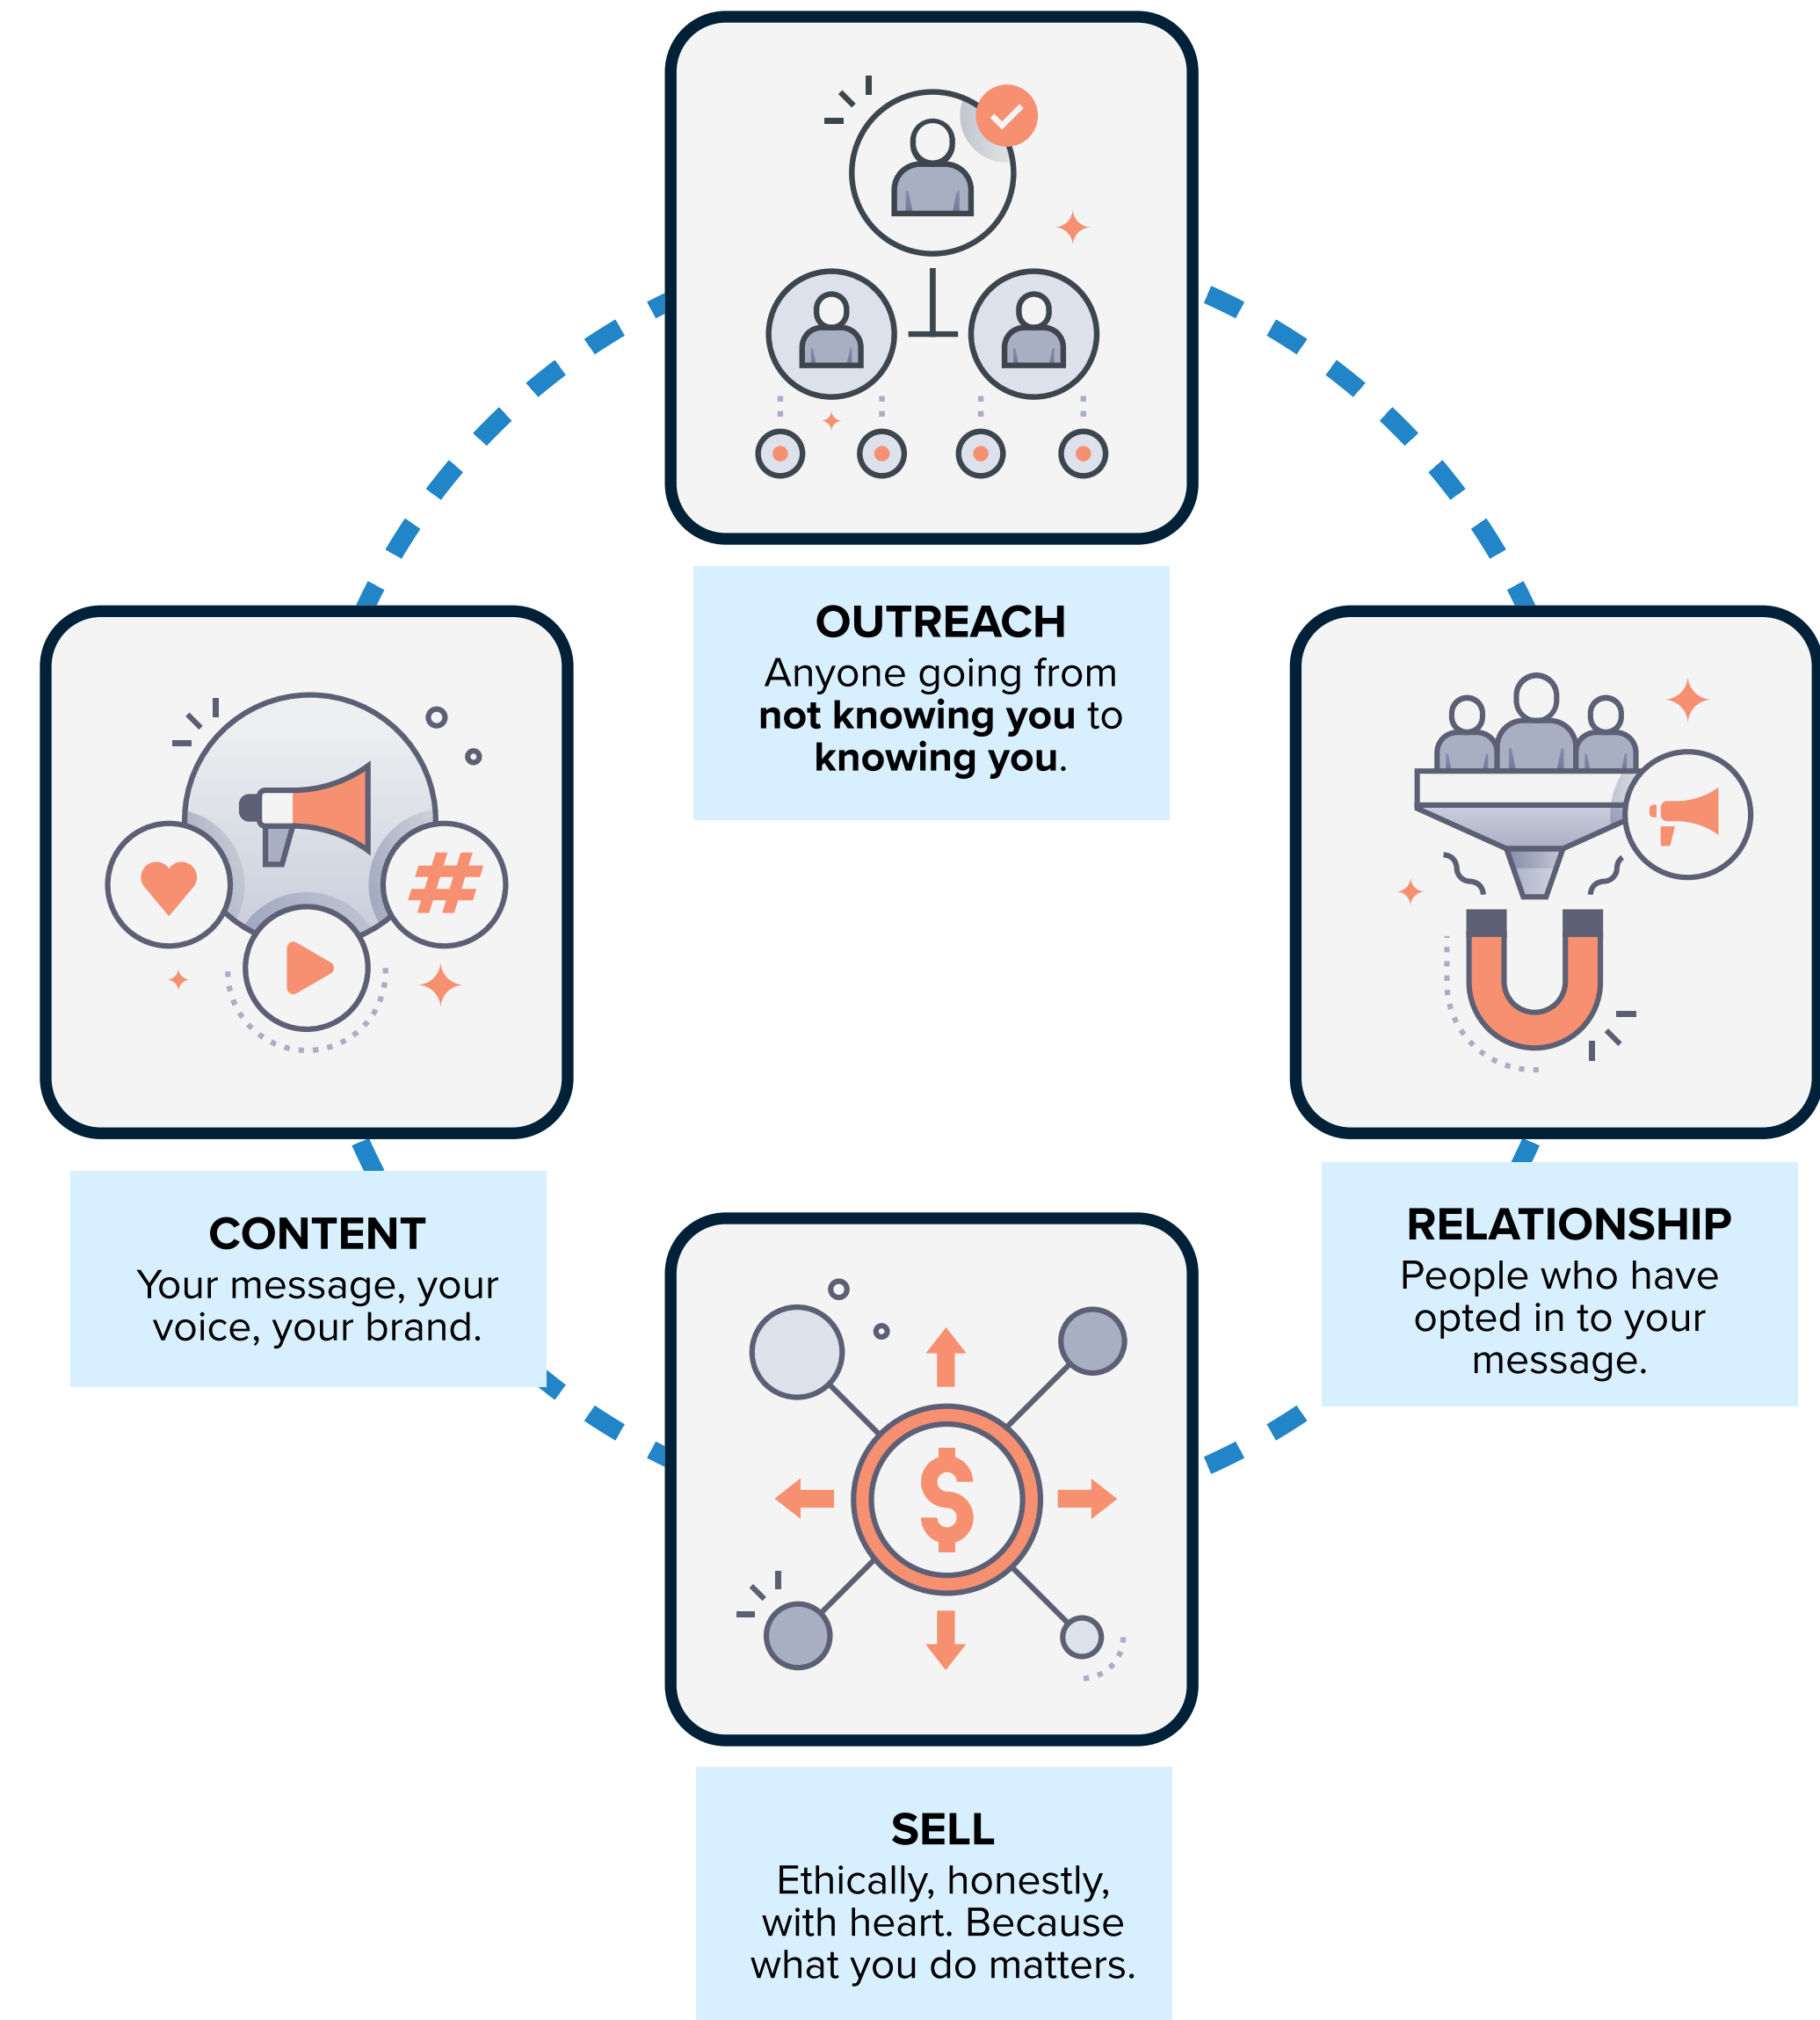 OUTREACH
Anyone going from
not knowing you to
knowing you.
CONTENT
Your message, your
voice, your brand.
RELATIONSHIP
People who have
opted in to your
message.
SELL
Ethically, honestly,
with heart. Because
what you do matters.